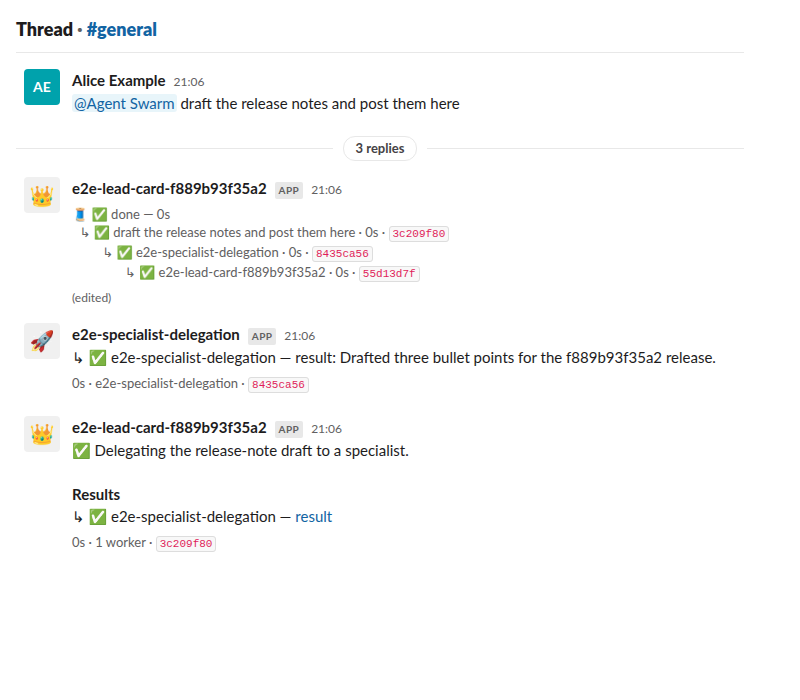 Thread • #general
AE
Alice Example 21:06
@Agent Swarm draft the release notes and post them here
3 replies
e2e-lead-card-f889b93f35a2 APP 21:06
🧵 ✅ done — 0s
↳ ✅ draft the release notes and post them here · 0s · 3c209f80
↳ ✅ e2e-specialist-delegation · 0s · 8435ca56
↳ ✅ e2e-lead-card-f889b93f35a2 · 0s · 55d13d7f
(edited)
e2e-specialist-delegation APP 21:06
↳ ✅ e2e-specialist-delegation — result: Drafted three bullet points for the f889b93f35a2 release.
0s · e2e-specialist-delegation · 8435ca56
e2e-lead-card-f889b93f35a2 APP 21:06
✅ Delegating the release-note draft to a specialist.
Results
↳ ✅ e2e-specialist-delegation — result
0s · 1 worker · 3c209f80